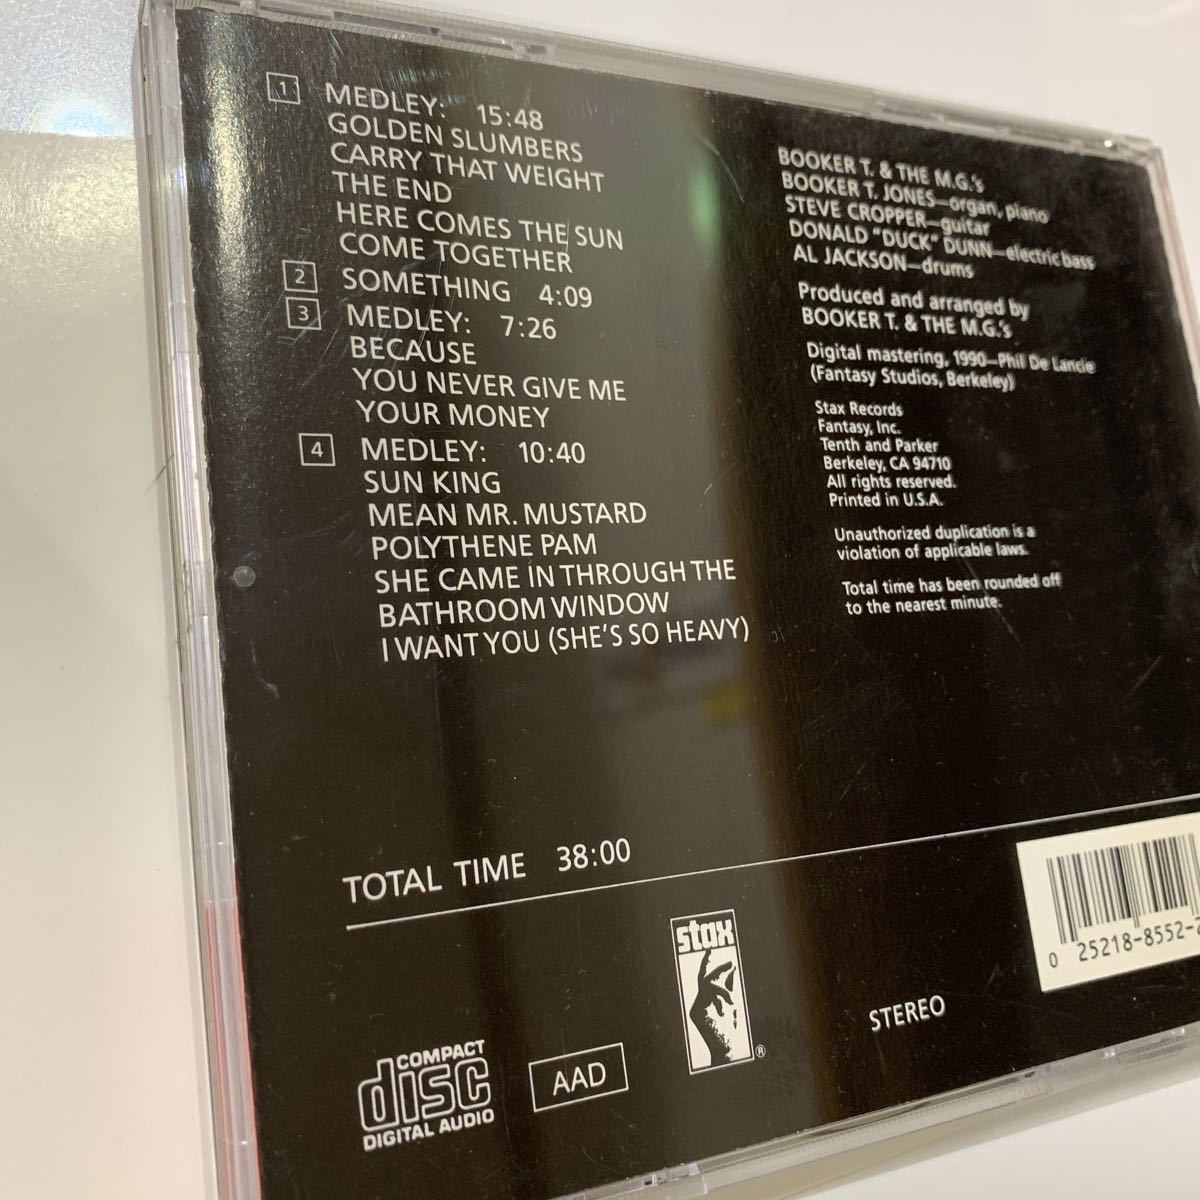 1 MEDLEY: 15:48
GOLDEN SLUMBERS
CARRY THAT WEIGHT
THE END
HERE COMES THE SUN
COME TOGETHER
2 SOMETHING 4:09
3 MEDLEY: 7:26
BECAUSE
YOU NEVER GIVE ME
YOUR MONEY
4 MEDLEY: 10:40
SUN KING
MEAN MR. MUSTARD
POLYTHENE PAM
SHE CAME IN THROUGH THE
BATHROOM WINDOW
I WANT YOU (SHE'S SO HEAVY)
BOOKER T. & THE M.G.'s
BOOKER T. JONES—organ, piano
STEVE CROPPER—guitar
DONALD "DUCK" DUNN—electric bass
AL JACKSON—drums
Produced and arranged by
BOOKER T. & THE M.G.'s
Digital mastering, 1990—Phil De Lancie
(Fantasy Studios, Berkeley)
Stax Records
Fantasy, Inc.
Tenth and Parker
Berkeley, CA 94710
All rights reserved.
Printed in U.S.A.
Unauthorized duplication is a
violation of applicable laws.
Total time has been rounded off
to the nearest minute.
TOTAL TIME 38:00
COMPACT
disc
DIGITAL AUDIO
AAD
stax
®
STEREO
0 25218-8552-2